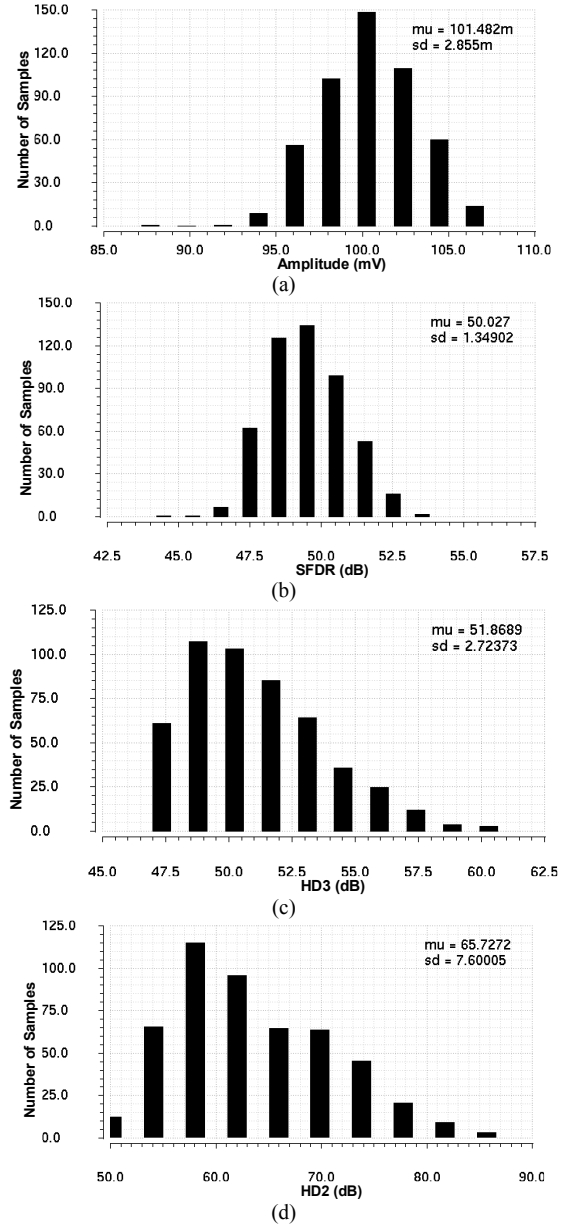 150.0
mu = 101.482m
sd = 2.855m
120.0
90.0
60.0
30.0
0.0
Number of Samples
85.0 90.0 95.0 100.0 105.0 110.0
Amplitude (mV)
(a)
150.0
mu = 50.027
sd = 1.34902
120.0
90.0
60.0
30.0
0.0
Number of Samples
42.5 45.0 47.5 50.0 52.5 55.0 57.5
SFDR (dB)
(b)
125.0
mu = 51.8689
sd = 2.72373
100.0
75.0
50.0
25.0
0.0
Number of Samples
45.0 47.5 50.0 52.5 55.0 57.5 60.0 62.5
HD3 (dB)
(c)
125.0
mu = 65.7272
sd = 7.60005
100.0
75.0
50.0
25.0
0.0
Number of Samples
50.0 60.0 70.0 80.0 90.0
HD2 (dB)
(d)